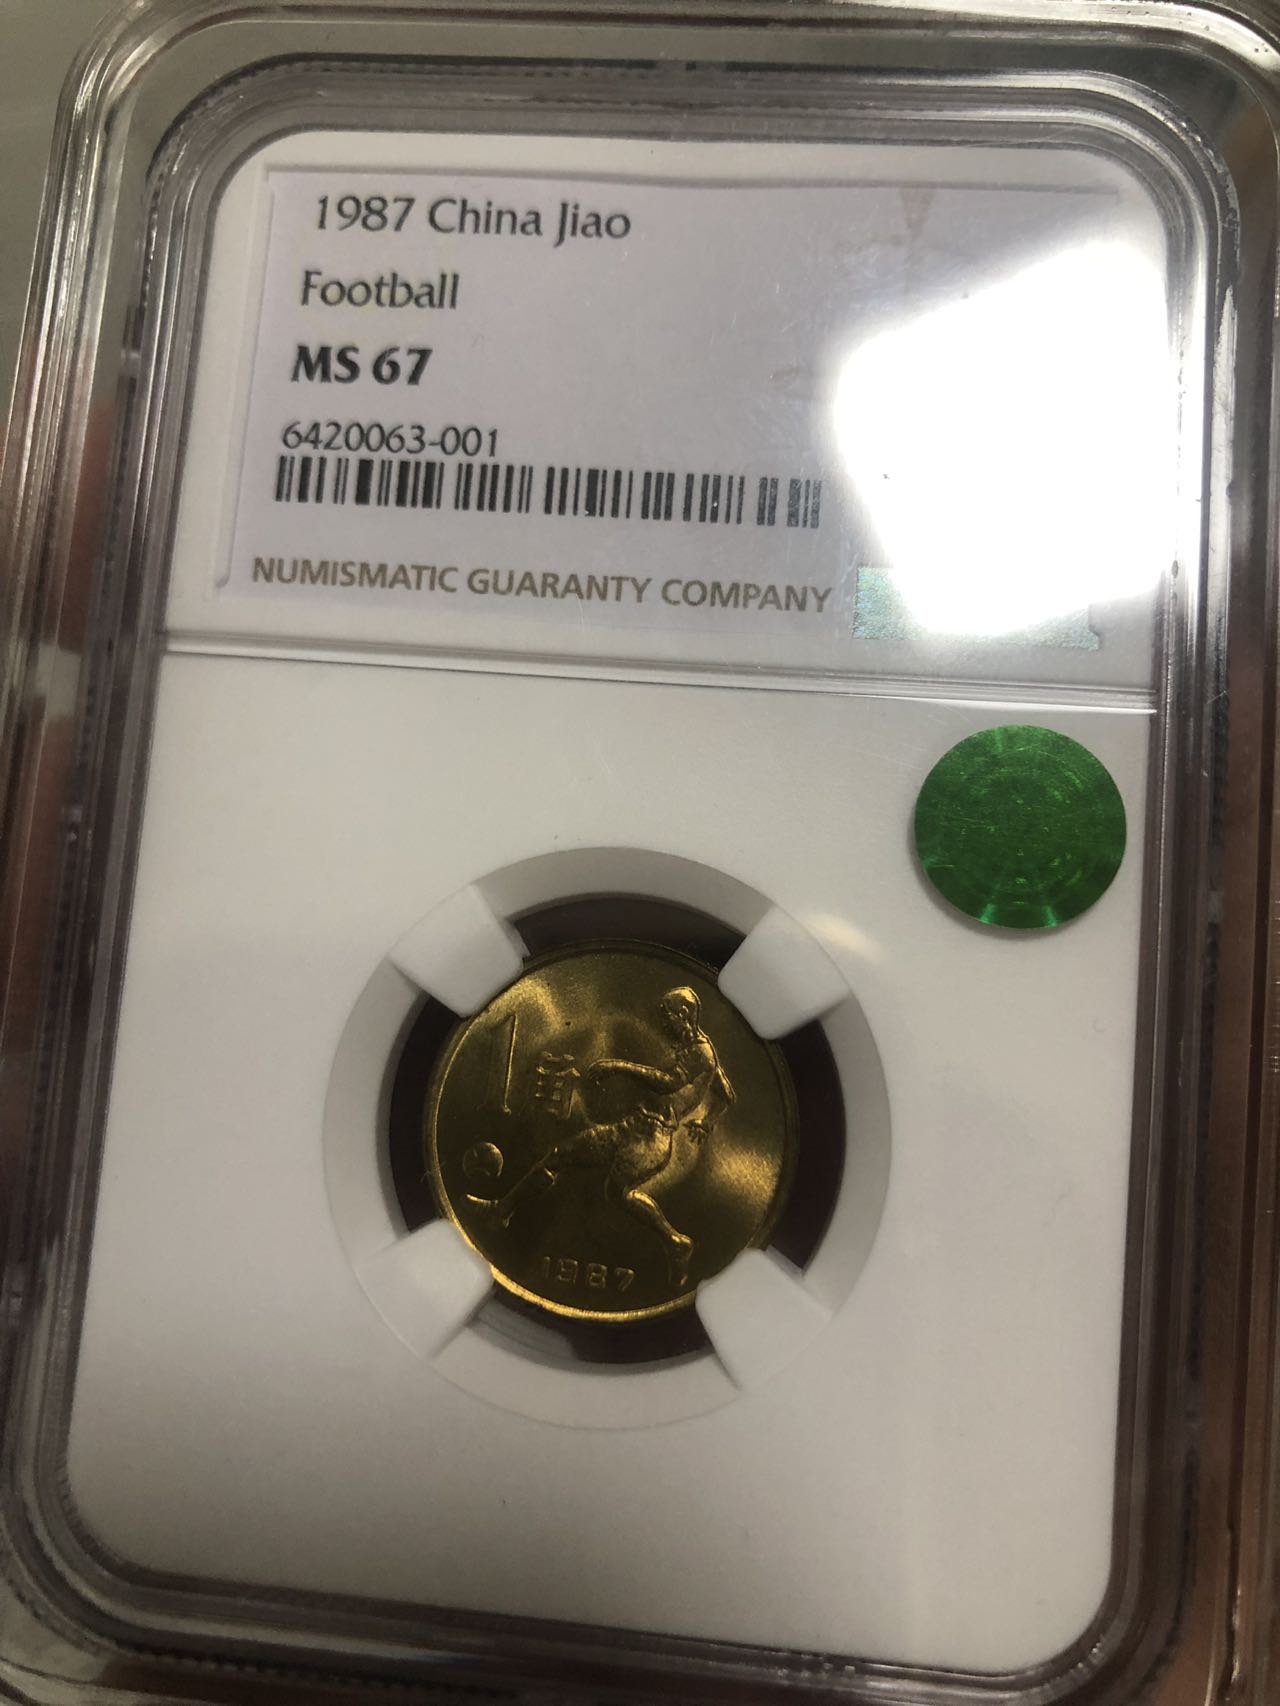 1987 China Jiao
Football
MS 67
6420063-001
NUMISMATIC GUARANTY COMPANY
1角
1987